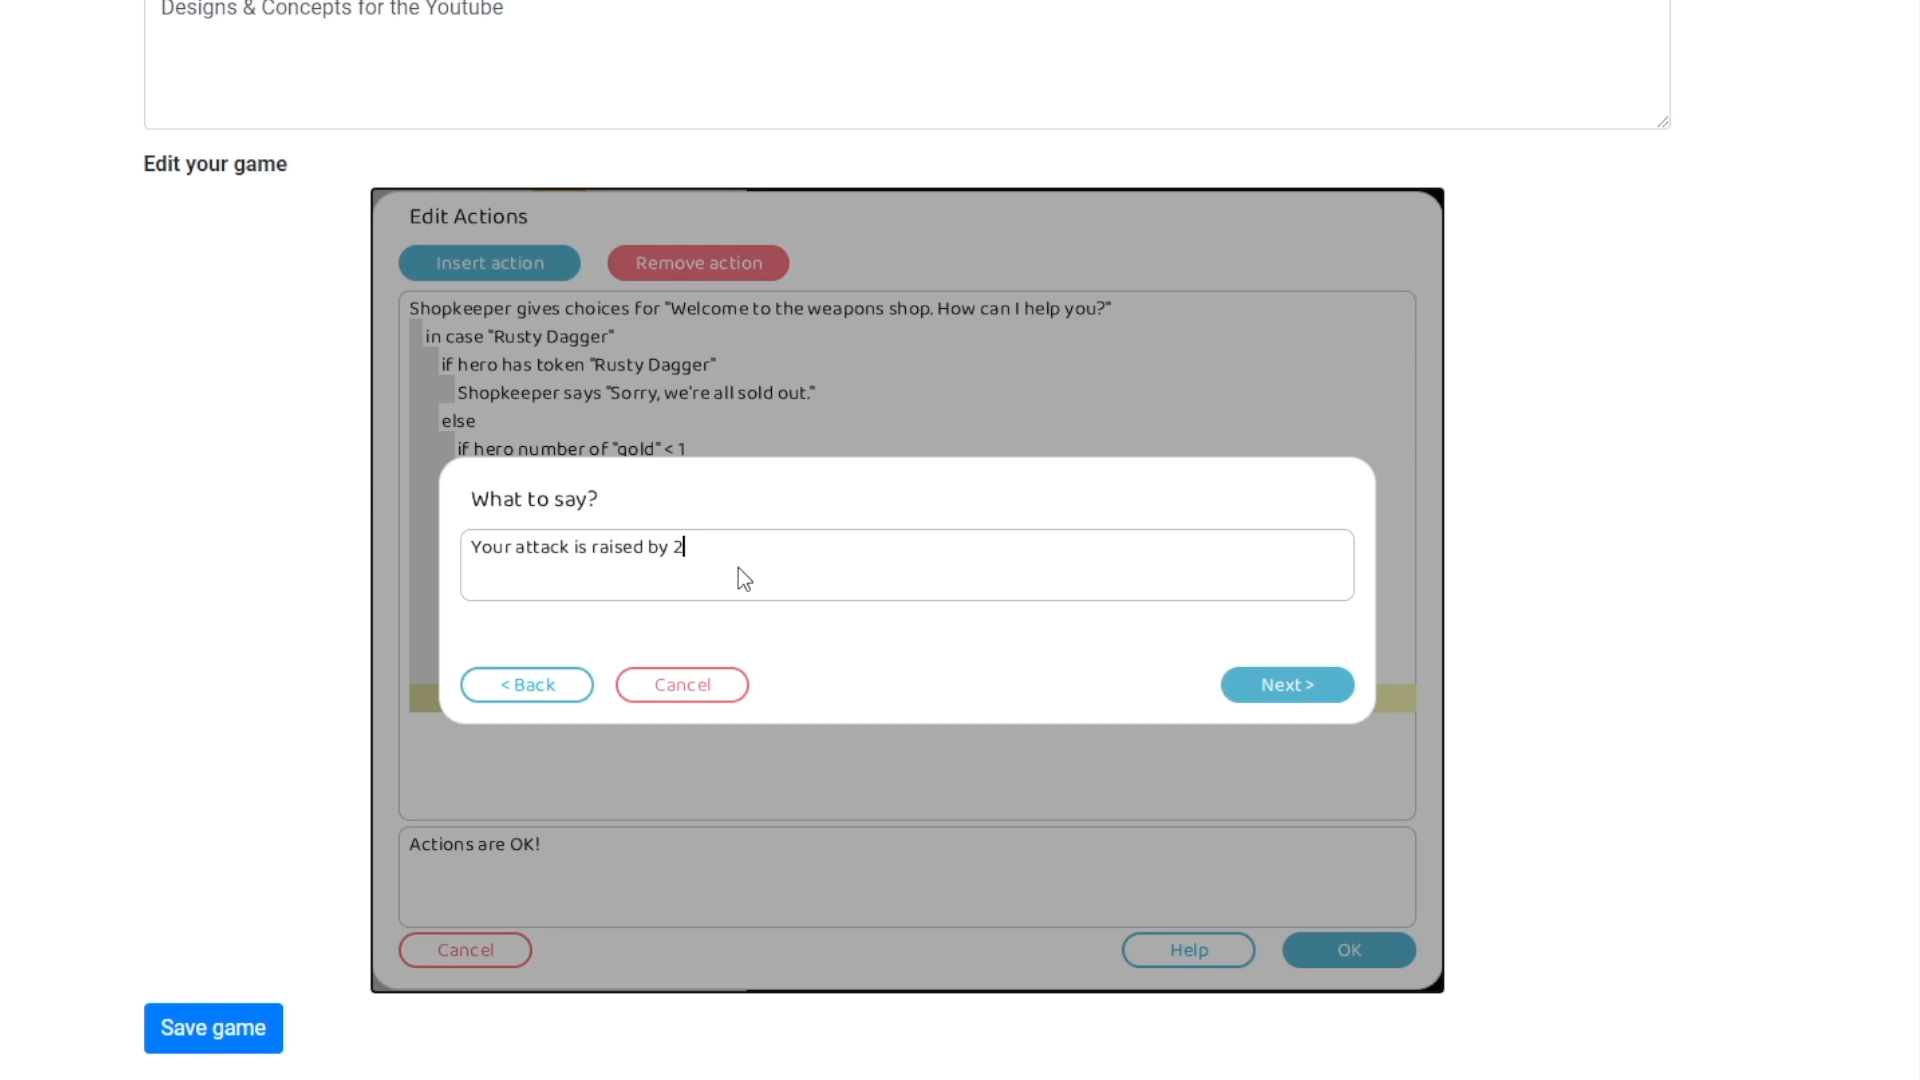 Designs & Concepts for the Youtube
Edit your game
Edit Actions
Insert action
Remove action
Shopkeeper gives choices for "Welcome to the weapons shop. How can I help you?"
in case "Rusty Dagger"
if hero has token "Rusty Dagger"
Shopkeeper says "Sorry, we're all sold out."
else
if hero number of "gold" < 1
What to say?
Your attack is raised by 2
< Back
Cancel
Next >
Actions are OK!
Cancel
Help
OK
Save game